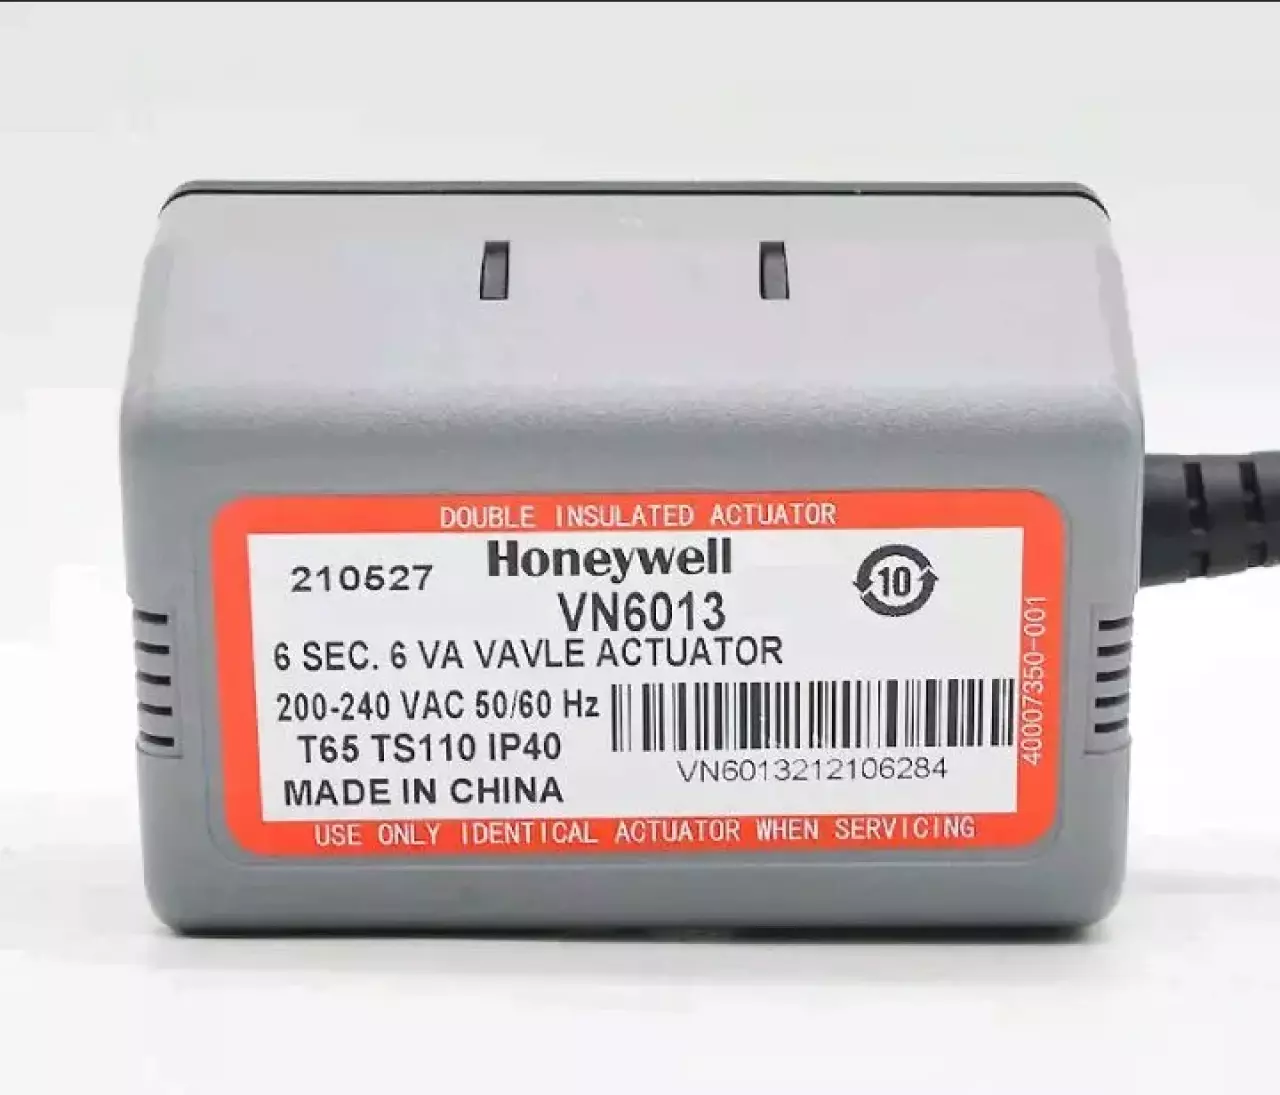 DOUBLE INSULATED ACTUATOR
210527
Honeywell
10
VN6013
6 SEC. 6 VA VAVLE ACTUATOR
200-240 VAC 50/60 Hz
T65 TS110 IP40
VN6013212106284
MADE IN CHINA
40007350-001
USE ONLY IDENTICAL ACTUATOR WHEN SERVICING